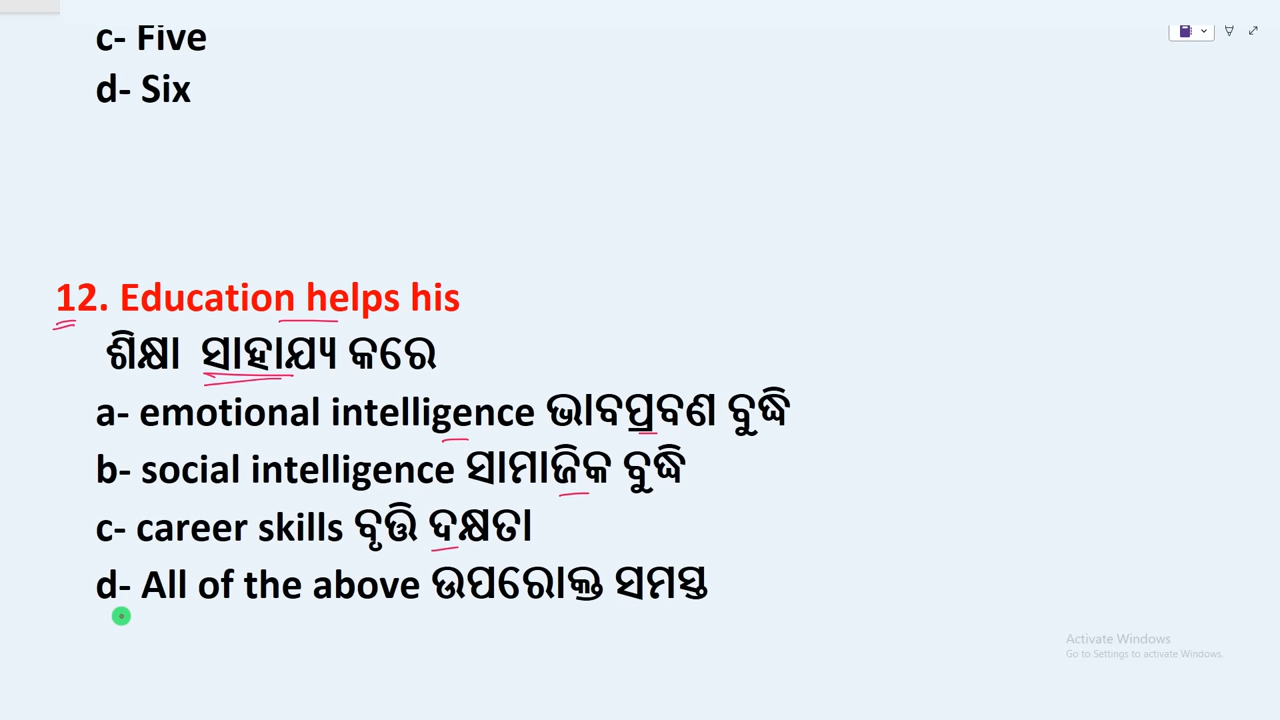 c- Five
d- Six
12. Education helps his
ଶିକ୍ଷା ସାହାଯ୍ୟ କରେ
a- emotional intelligence ଭାବପ୍ରବଣ ବୁଦ୍ଧି
b- social intelligence ସାମାଜିକ ବୁଦ୍ଧି
c- career skills ବୃତ୍ତି ଦକ୍ଷତା
d- All of the above ଉପରୋକ୍ତ ସମସ୍ତ
Activate Windows
Go to Settings to activate Windows.